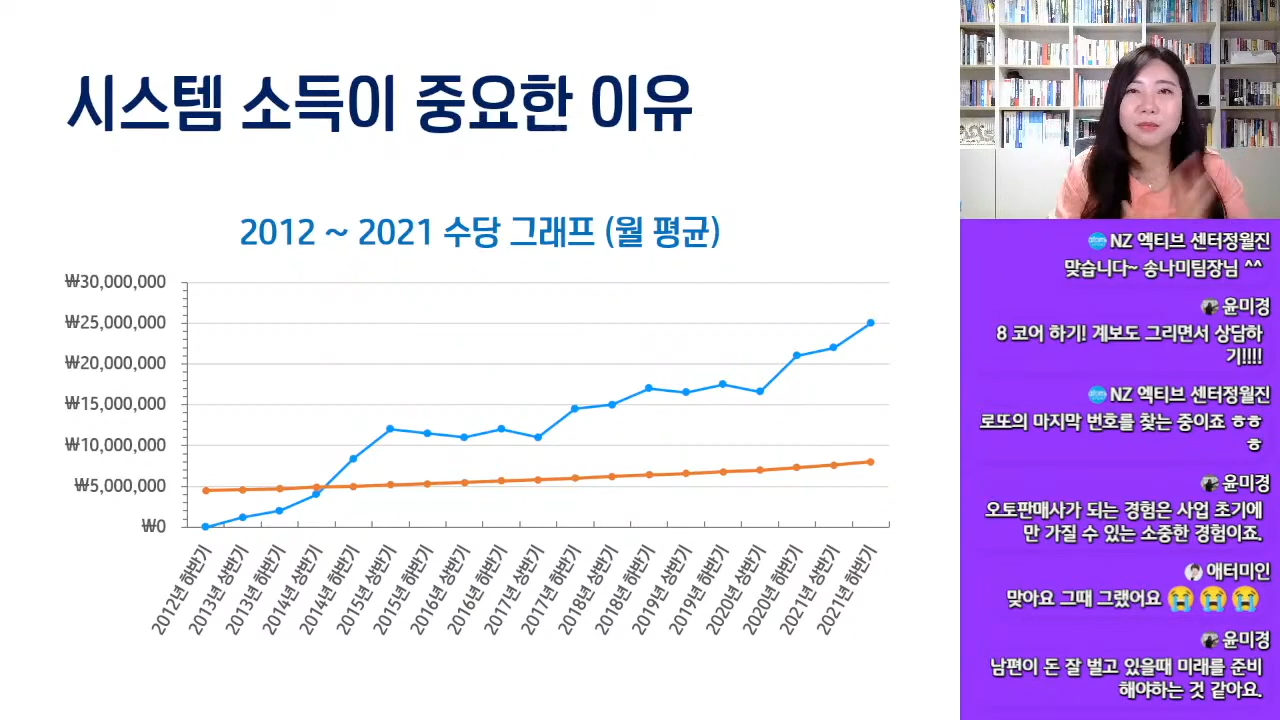 시스템 소득이 중요한 이유
2012 ~ 2021 수당 그래프 (월 평균)
₩30,000,000
₩25,000,000
₩20,000,000
₩15,000,000
₩10,000,000
₩5,000,000
₩0
2012년 하반기
2013년 상반기
2013년 하반기
2014년 상반기
2014년 하반기
2015년 상반기
2015년 하반기
2016년 상반기
2016년 하반기
2017년 상반기
2017년 하반기
2018년 상반기
2018년 하반기
2019년 상반기
2019년 하반기
2020년 상반기
2020년 하반기
2021년 상반기
2021년 하반기
NZ 엑티브 센터정월진
맞습니다~ 송나미팀장님 ^^
윤미경
8 코어 하기! 계보도 그리면서 상담하
기!!!!
NZ 엑티브 센터정월진
로또의 마지막 번호를 찾는 중이죠 ㅎㅎ
ㅎ
윤미경
오토판매사가 되는 경험은 사업 초기에
만 가질 수 있는 소중한 경험이죠.
애터미인
맞아요 그때 그랬어요 😭😭😭
윤미경
남편이 돈 잘 벌고 있을때 미래를 준비
해야하는 것 같아요.